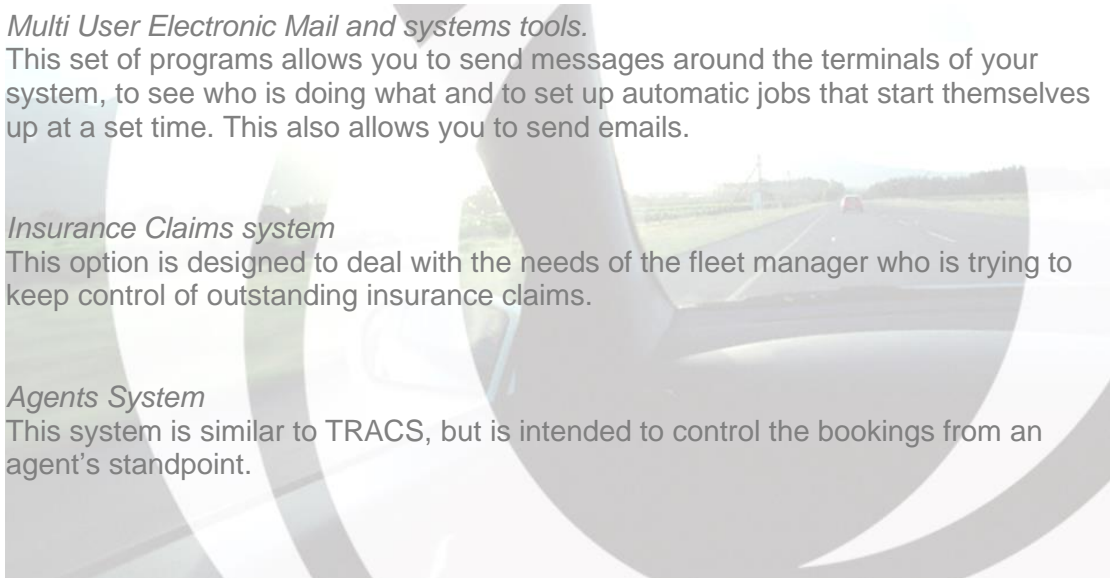 Multi User Electronic Mail and systems tools.
This set of programs allows you to send messages around the terminals of your
system, to see who is doing what and to set up automatic jobs that start themselves
up at a set time. This also allows you to send emails.
Insurance Claims system
This option is designed to deal with the needs of the fleet manager who is trying to
keep control of outstanding insurance claims.
Agents System
This system is similar to TRACS, but is intended to control the bookings from an
agent’s standpoint.